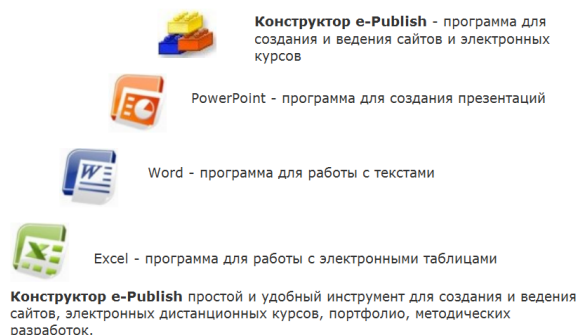 Конструктор e-Publish - программа для
создания и ведения сайтов и электронных
курсов
PowerPoint - программа для создания презентаций
W
Word - программа для работы с текстами
X
Excel - программа для работы с электронными таблицами
Конструктор e-Publish простой и удобный инструмент для создания и ведения
сайтов, электронных дистанционных курсов, портфолио, методических
разработок.